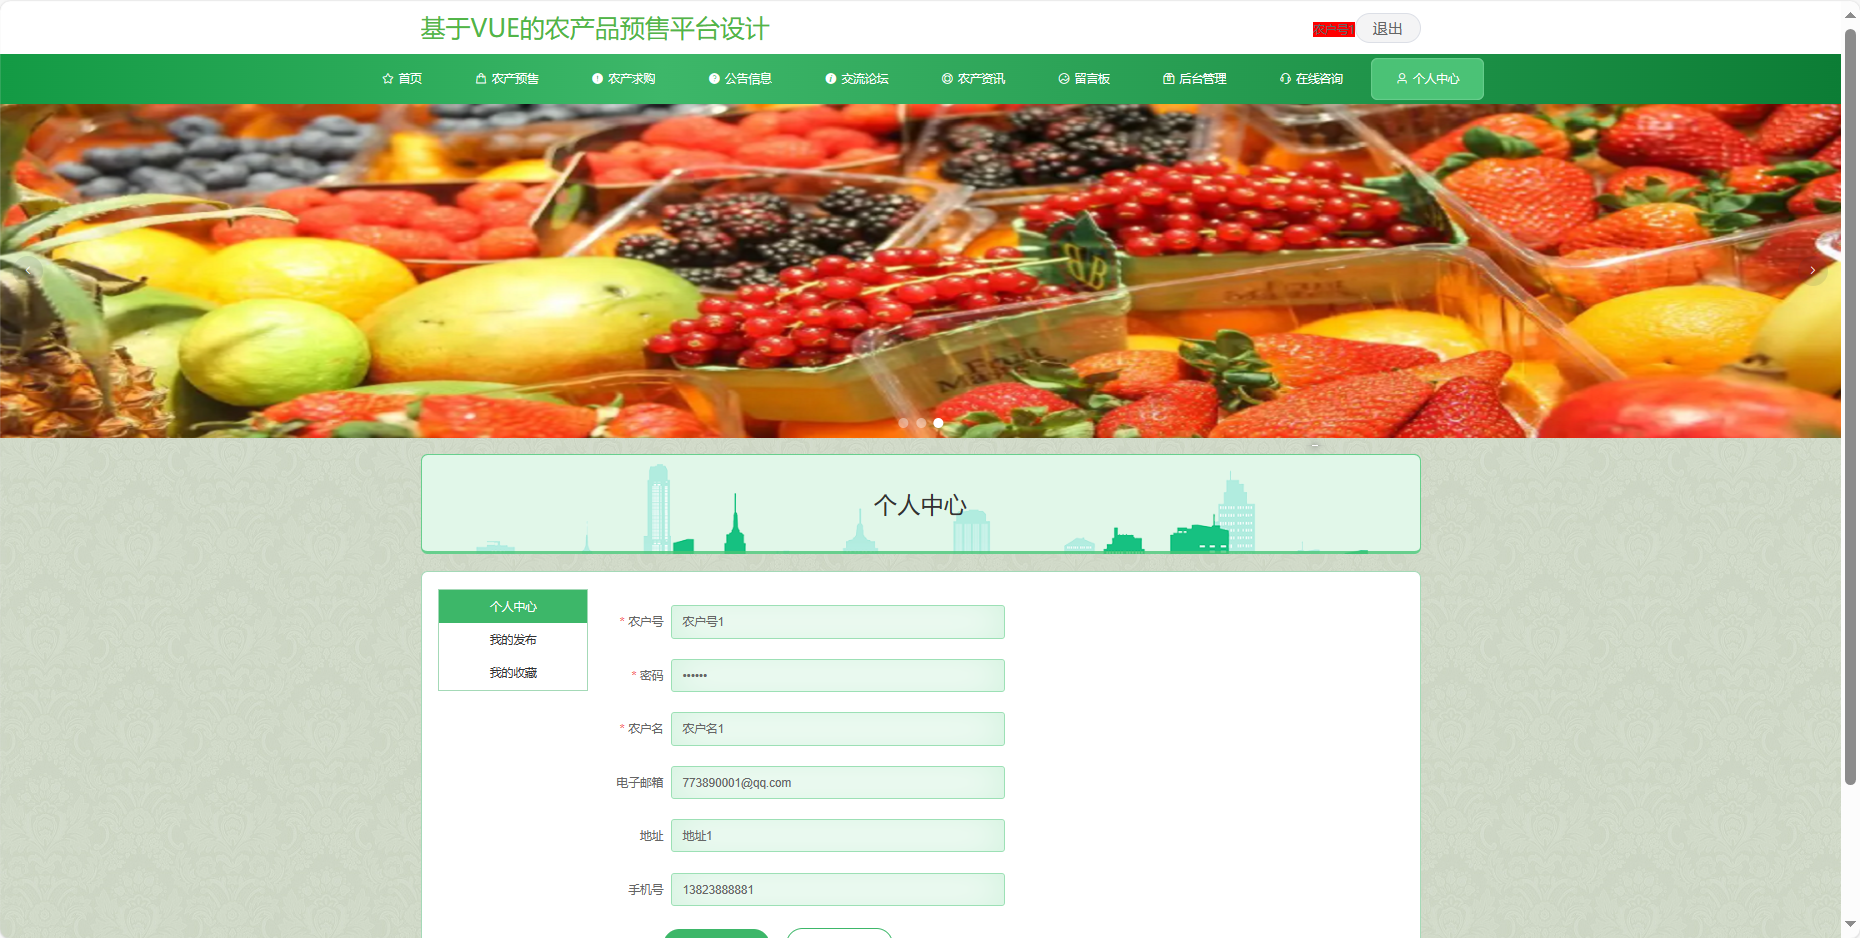 基于VUE的农产品预售平台设计
农户号1 退出
首页 农产预售 农产求购 公告信息 交流论坛 农产资讯 留言板 后台管理 在线咨询 个人中心
个人中心
个人中心
我的发布
我的收藏
* 农户号 农户号1
* 密码 ••••••
* 农户名 农户名1
电子邮箱 773890001@qq.com
地址 地址1
手机号 13823888881